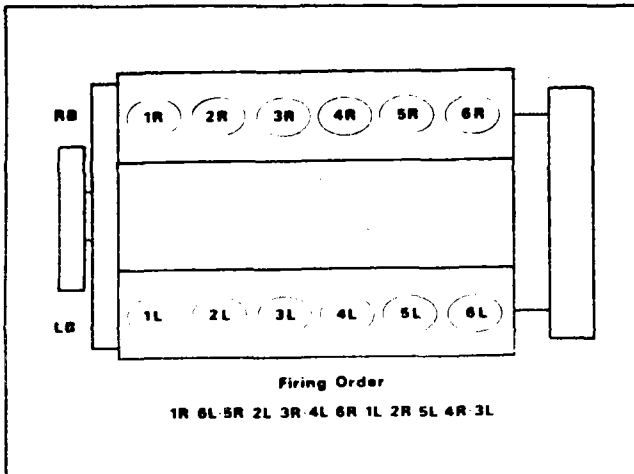 RB 1R 2R 3R 4R 5R 6R
LB 1L 2L 3L 4L 5L 6L
Firing Order
1R 6L·5R 2L 3R·4L 6R 1L 2R 5L 4R·3L